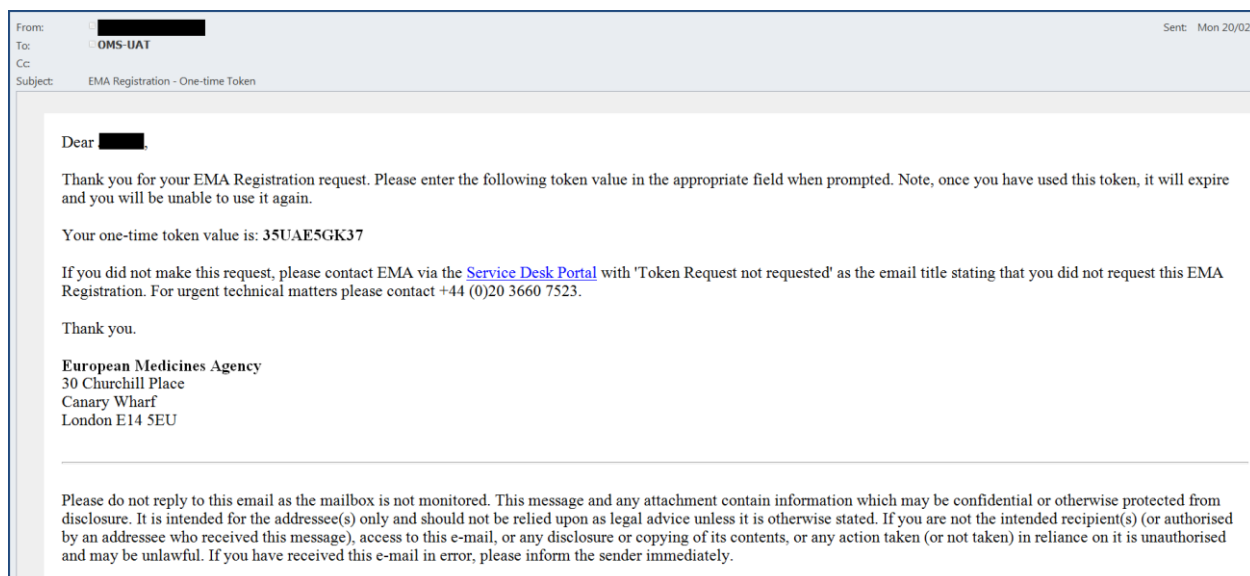 From:
Sent: Mon 20/02
To: OMS-UAT
Cc:
Subject: EMA Registration - One-time Token
Dear ,
Thank you for your EMA Registration request. Please enter the following token value in the appropriate field when prompted. Note, once you have used this token, it will expire
and you will be unable to use it again.
Your one-time token value is: 35UAE5GK37
If you did not make this request, please contact EMA via the Service Desk Portal with 'Token Request not requested' as the email title stating that you did not request this EMA
Registration. For urgent technical matters please contact +44 (0)20 3660 7523.
Thank you.
European Medicines Agency
30 Churchill Place
Canary Wharf
London E14 5EU
Please do not reply to this email as the mailbox is not monitored. This message and any attachment contain information which may be confidential or otherwise protected from
disclosure. It is intended for the addressee(s) only and should not be relied upon as legal advice unless it is otherwise stated. If you are not the intended recipient(s) (or authorised
by an addressee who received this message), access to this e-mail, or any disclosure or copying of its contents, or any action taken (or not taken) in reliance on it is unauthorised
and may be unlawful. If you have received this e-mail in error, please inform the sender immediately.